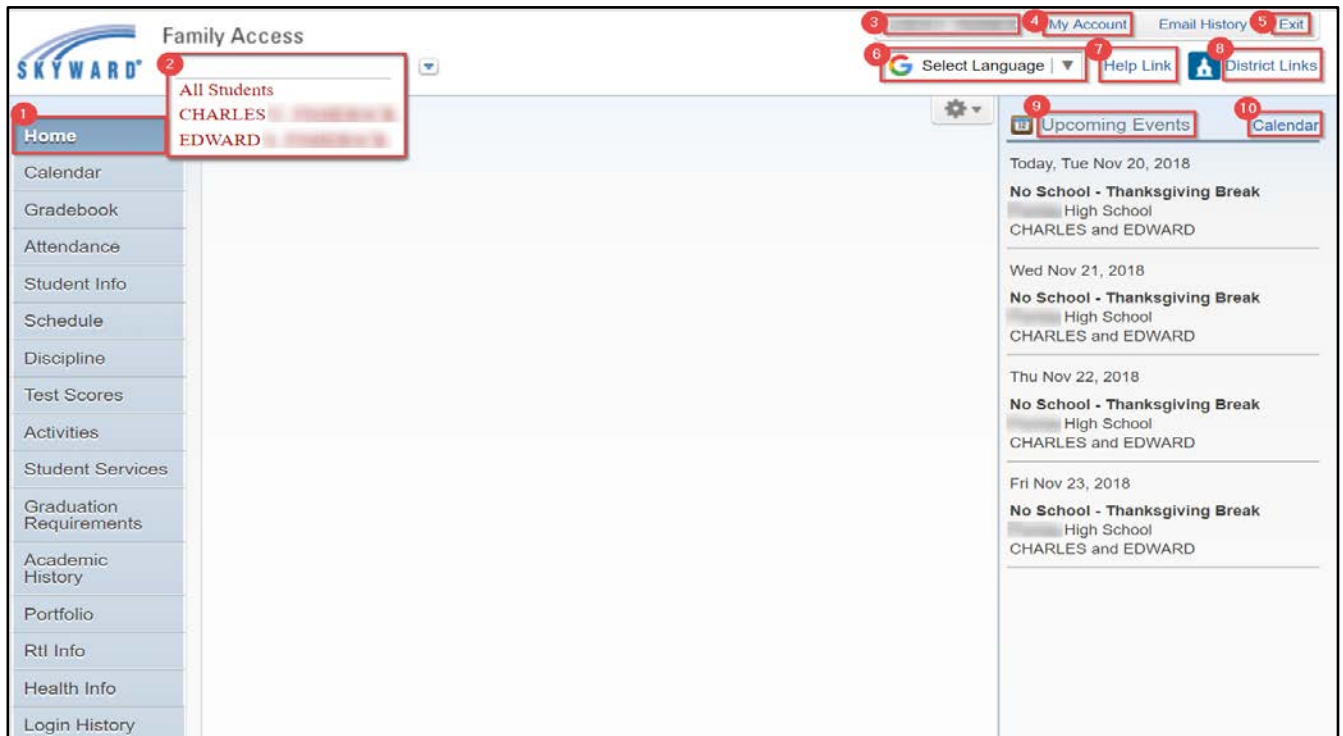 3
4 My Account Email History 5 Exit
SKYWARD®
Family Access
6 Select Language ▼ 7 Help Link 8 District Links
2
All Students
CHARLES
EDWARD
1
Home
Calendar
Gradebook
Attendance
Student Info
Schedule
Discipline
Test Scores
Activities
Student Services
Graduation
Requirements
Academic
History
Portfolio
RtI Info
Health Info
Login History
9 Upcoming Events 10 Calendar
Today, Tue Nov 20, 2018
No School - Thanksgiving Break
High School
CHARLES and EDWARD
Wed Nov 21, 2018
No School - Thanksgiving Break
High School
CHARLES and EDWARD
Thu Nov 22, 2018
No School - Thanksgiving Break
High School
CHARLES and EDWARD
Fri Nov 23, 2018
No School - Thanksgiving Break
High School
CHARLES and EDWARD